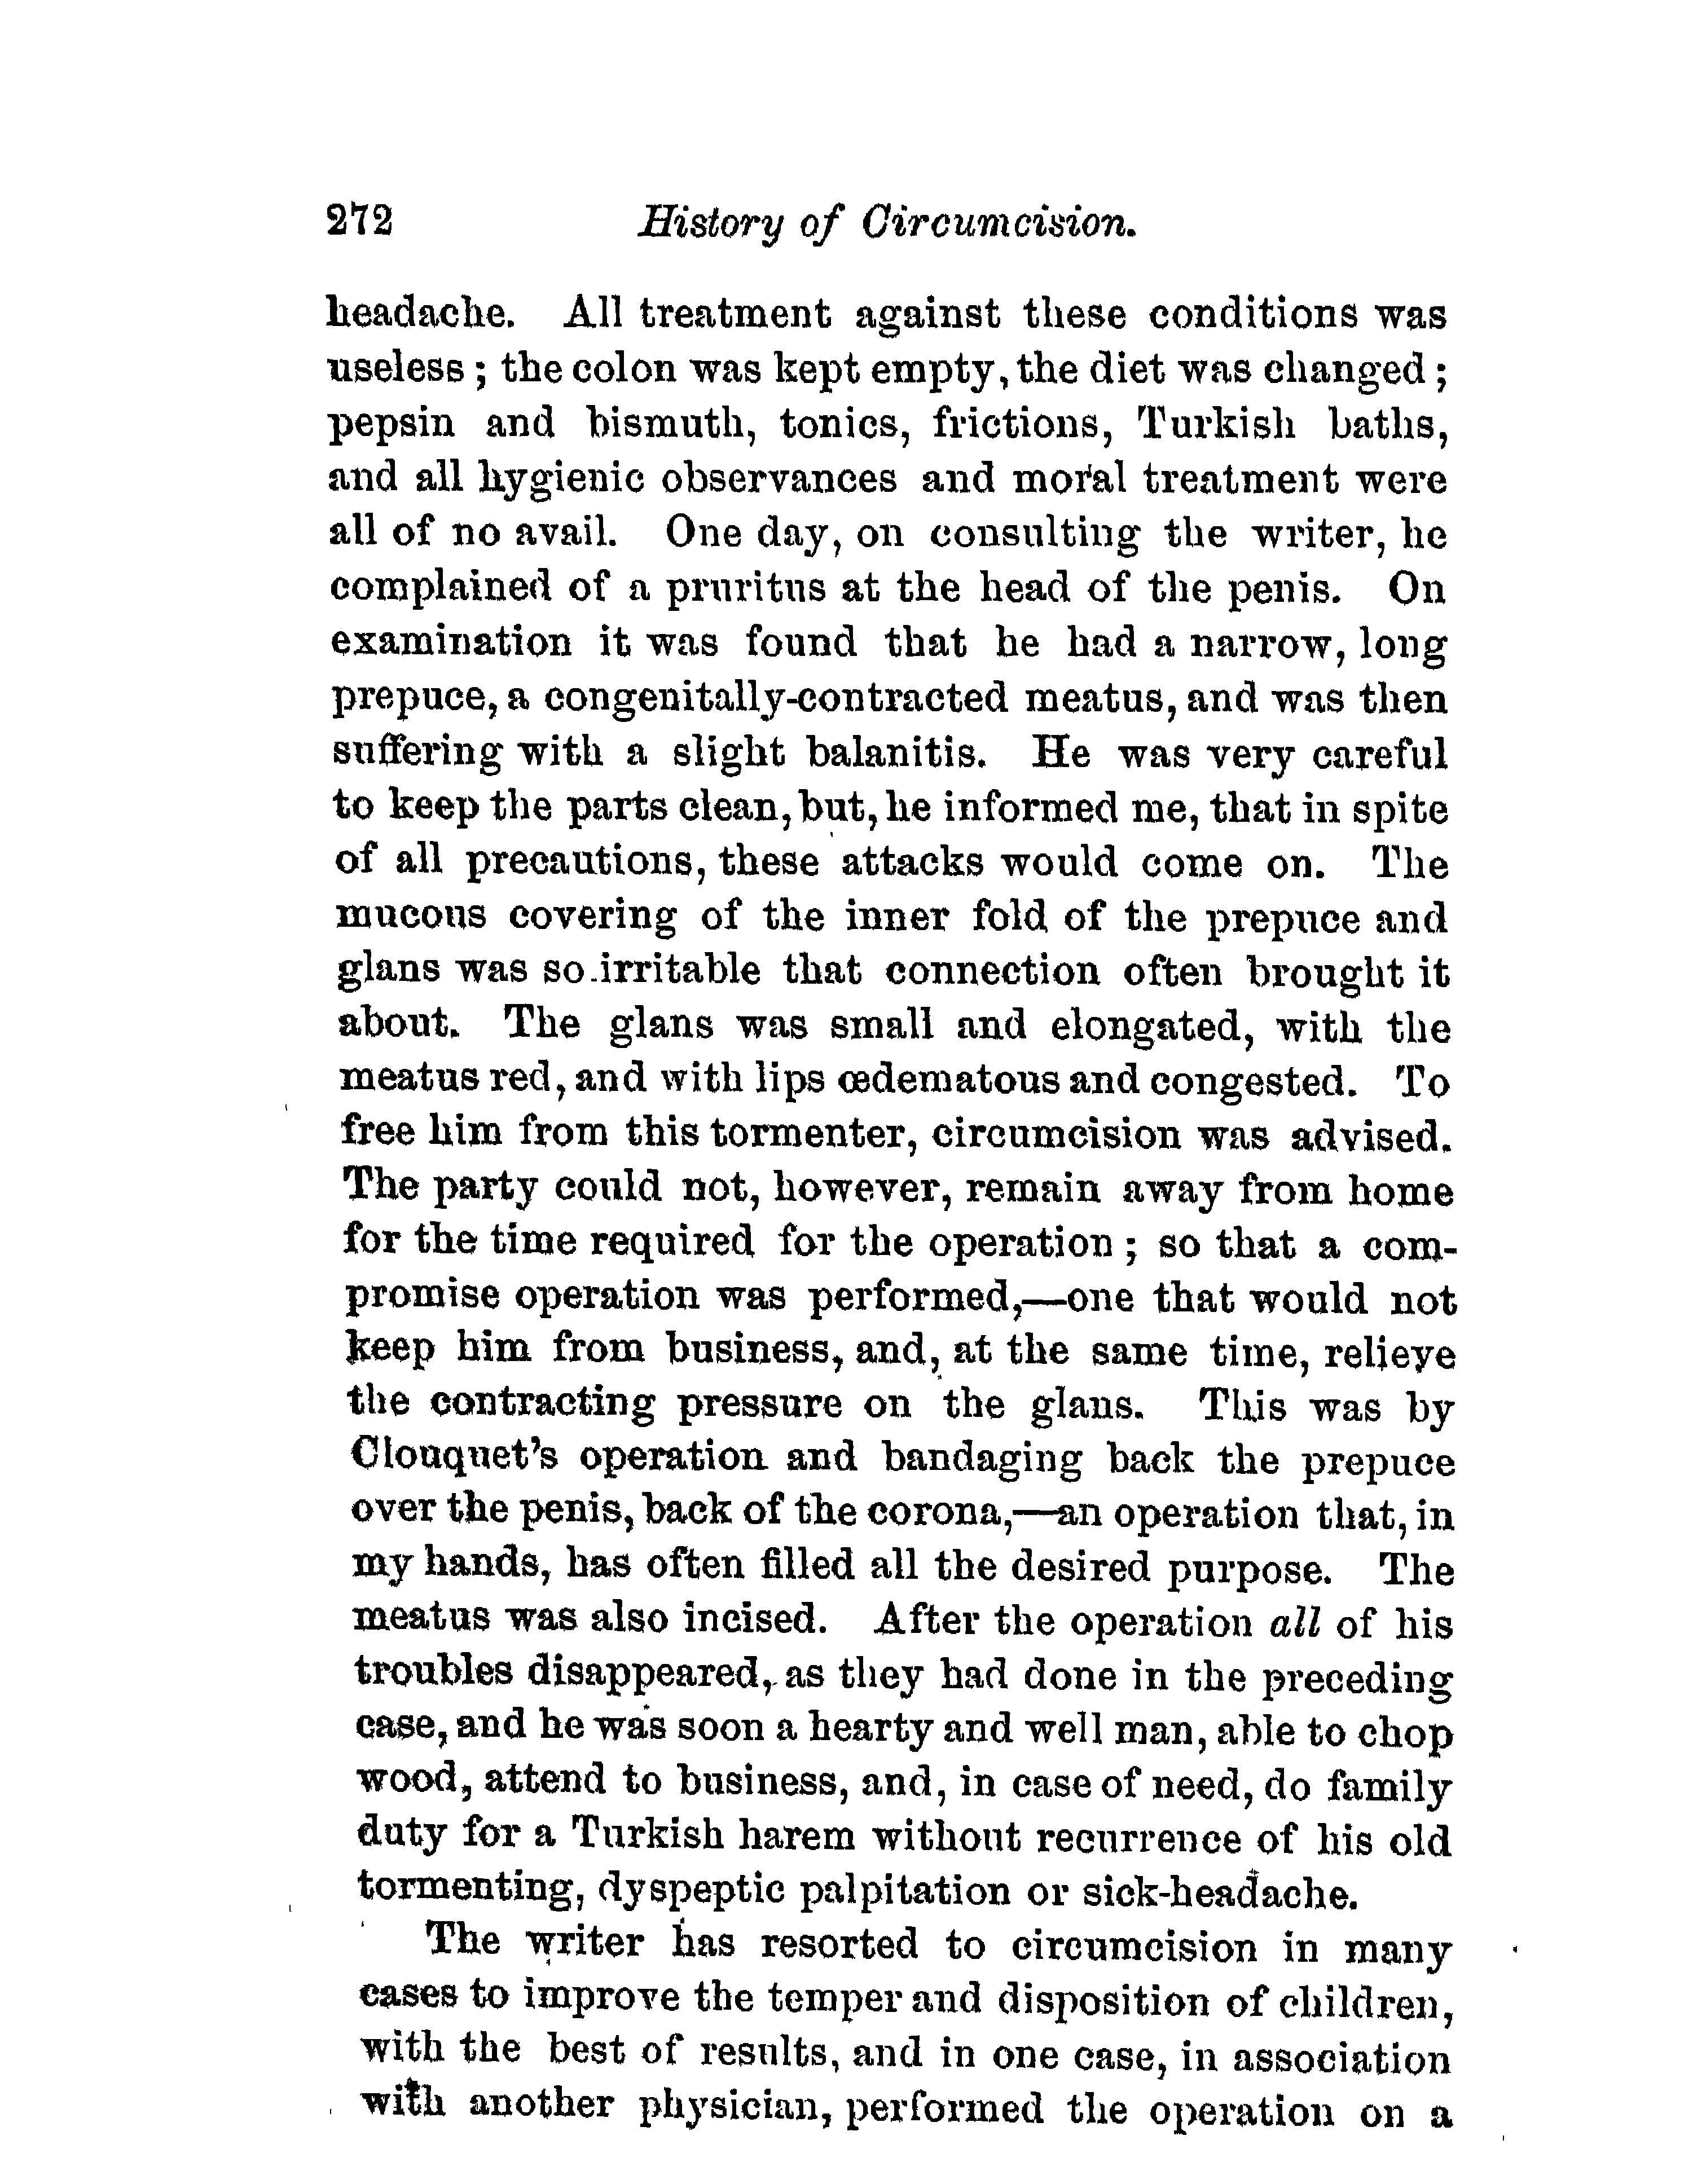 272 History of Circumcision.
headache. All treatment against these conditions was
useless ; the colon was kept empty, the diet was changed ;
pepsin and bismuth, tonics, frictions, Turkish baths,
and all hygienic observances and moral treatment were
all of no avail. One day, on consulting the writer, he
complained of a pruritus at the head of the penis. On
examination it was found that he had a narrow, long
prepuce, a congenitally-contracted meatus, and was then
suffering with a slight balanitis. He was very careful
to keep the parts clean, but, he informed me, that in spite
of all precautions, these attacks would come on. The
mucous covering of the inner fold of the prepuce and
glans was so irritable that connection often brought it
about. The glans was small and elongated, with the
meatus red, and with lips œdematous and congested. To
free him from this tormenter, circumcision was advised.
The party could not, however, remain away from home
for the time required for the operation ; so that a com-
promise operation was performed,—one that would not
keep him from business, and, at the same time, relieve
the contracting pressure on the glans. This was by
Clouquet's operation and bandaging back the prepuce
over the penis, back of the corona,—an operation that, in
my hands, has often filled all the desired purpose. The
meatus was also incised. After the operation all of his
troubles disappeared, as they had done in the preceding
case, and he was soon a hearty and well man, able to chop
wood, attend to business, and, in case of need, do family
duty for a Turkish harem without recurrence of his old
tormenting, dyspeptic palpitation or sick-headache.
The writer has resorted to circumcision in many
cases to improve the temper and disposition of children,
with the best of results, and in one case, in association
with another physician, performed the operation on a